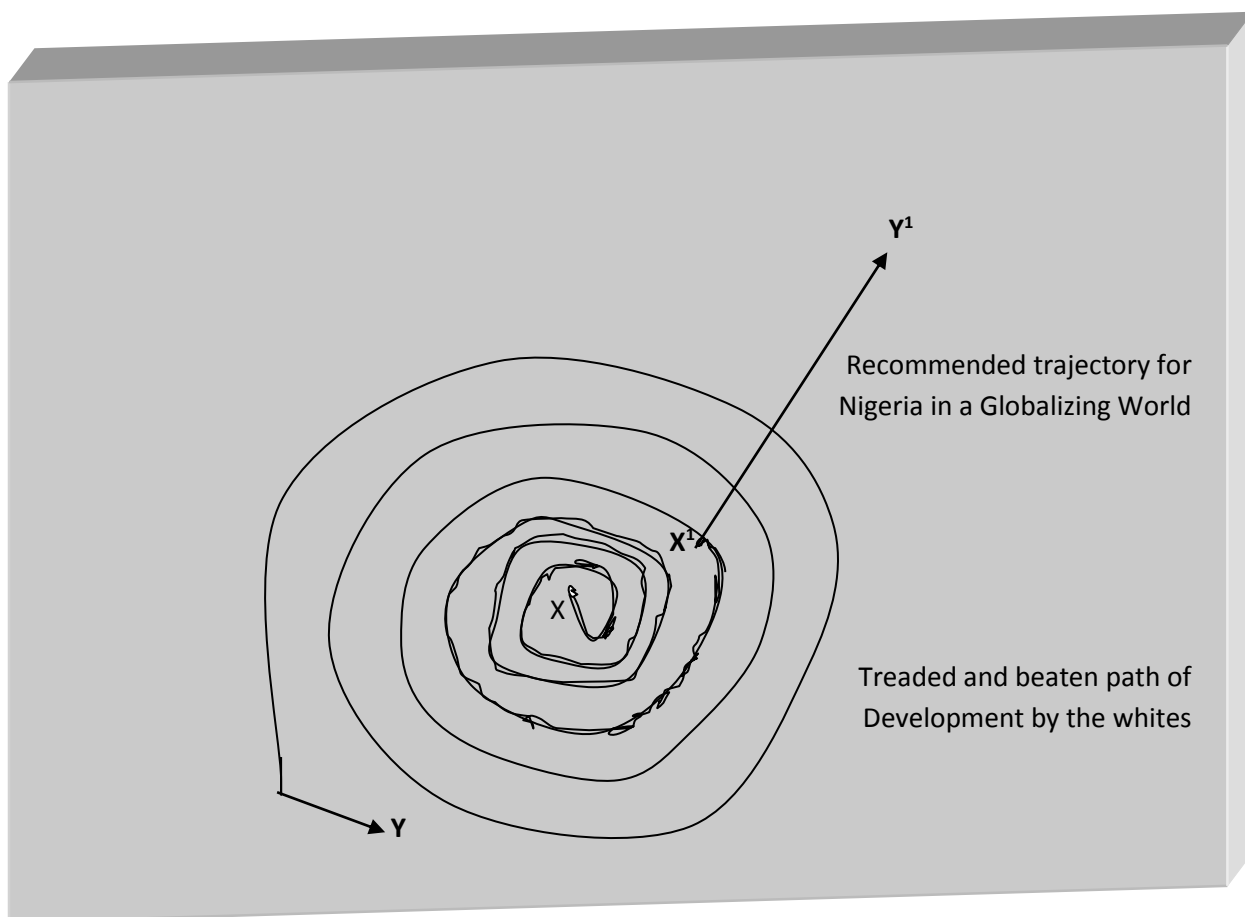 Y¹
Recommended trajectory for
Nigeria in a Globalizing World
X¹
X
Treaded and beaten path of
Development by the whites
Y